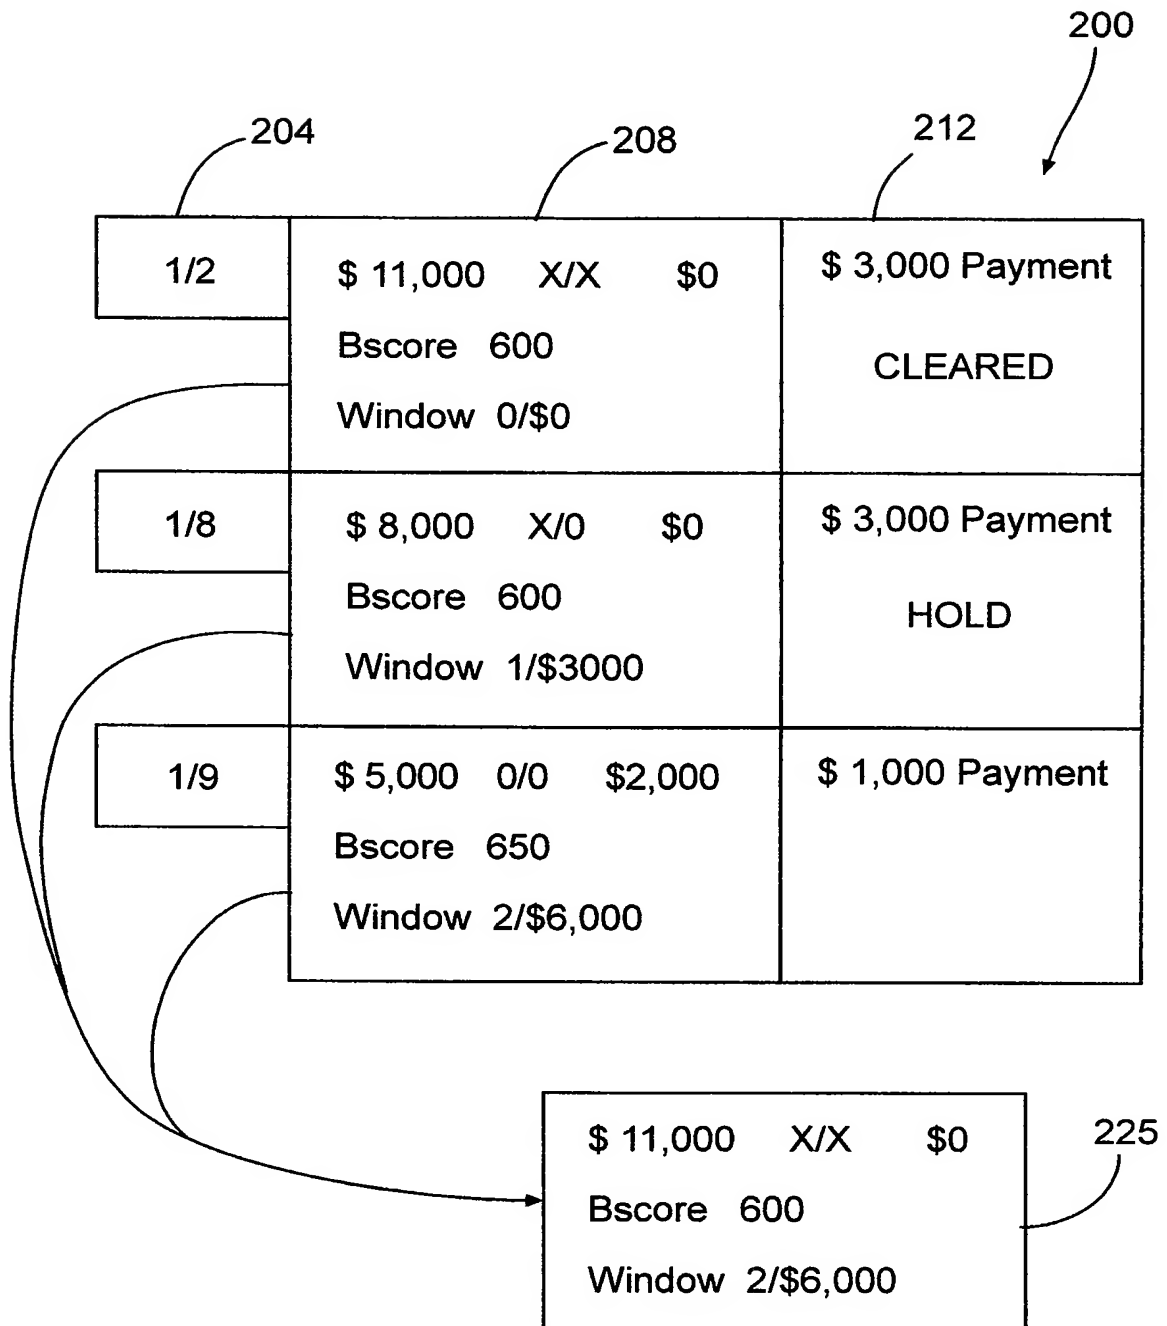 200
204 208 212
1/2 $ 11,000 X/X $0 $ 3,000 Payment
Bscore 600 CLEARED
Window 0/$0
1/8 $ 8,000 X/0 $0 $ 3,000 Payment
Bscore 600 HOLD
Window 1/$3000
1/9 $ 5,000 0/0 $2,000 $ 1,000 Payment
Bscore 650
Window 2/$6,000
$ 11,000 X/X $0 225
Bscore 600
Window 2/$6,000